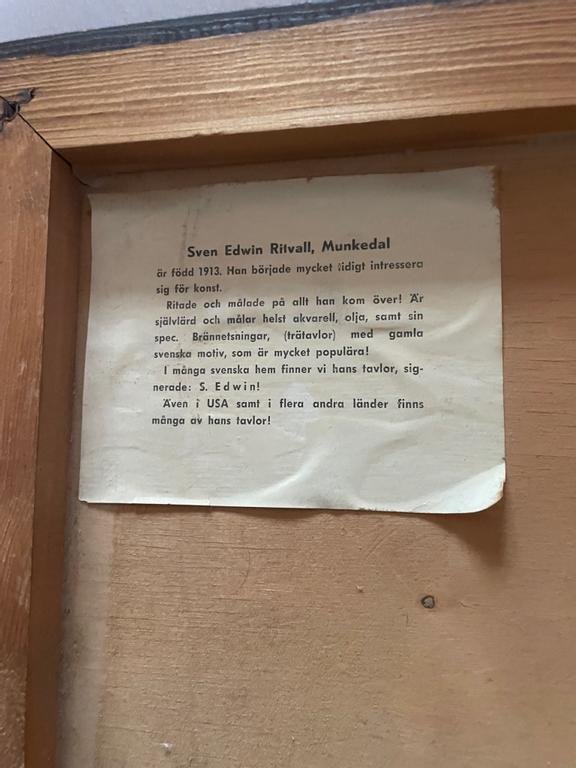 Sven Edwin Ritvall, Munkedal
är född 1913. Han började mycket tidigt intressera
sig för konst.
Ritade och målade på allt han kom över! Är
självlärd och målar helst akvarell, olja, samt sin
spec. Brännetsningar, (trätavlor) med gamla
svenska motiv, som är mycket populära!
I många svenska hem finner vi hans tavlor, sig-
nerade: S. Edwin!
Även i USA samt i flera andra länder finns
många av hans tavlor!